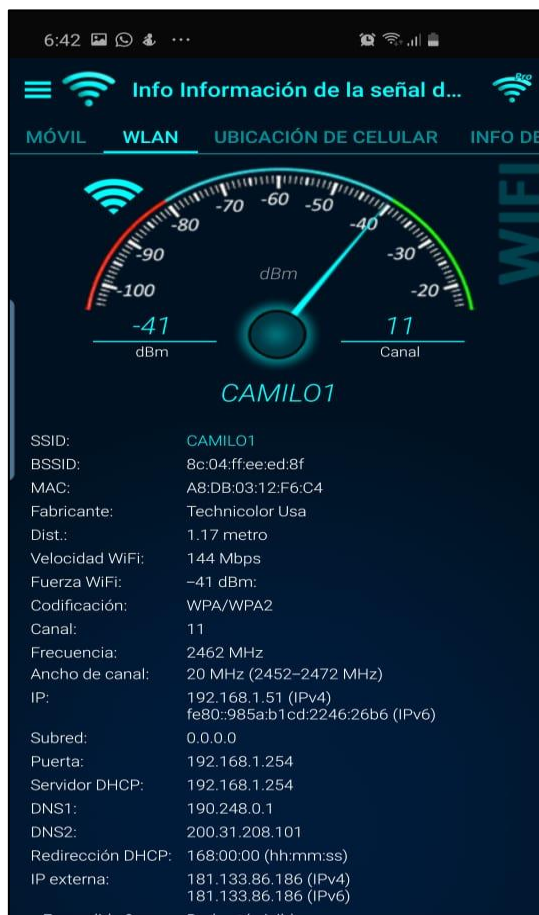 6:42 ...
Info Información de la señal d... Pro
MÓVIL WLAN UBICACIÓN DE CELULAR INFO DE
WIFI
-100 -90 -80 -70 -60 -50 -40 -30 -20
dBm
-41 11
dBm Canal
CAMILO1
SSID: CAMILO1
BSSID: 8c:04:ff:ee:ed:8f
MAC: A8:DB:03:12:F6:C4
Fabricante: Technicolor Usa
Dist.: 1.17 metro
Velocidad WiFi: 144 Mbps
Fuerza WiFi: –41 dBm:
Codificación: WPA/WPA2
Canal: 11
Frecuencia: 2462 MHz
Ancho de canal: 20 MHz (2452–2472 MHz)
IP: 192.168.1.51 (IPv4)
fe80::985a:b1cd:2246:26b6 (IPv6)
Subred: 0.0.0.0
Puerta: 192.168.1.254
Servidor DHCP: 192.168.1.254
DNS1: 190.248.0.1
DNS2: 200.31.208.101
Redirección DHCP: 168:00:00 (hh:mm:ss)
IP externa: 181.133.86.186 (IPv4)
181.133.86.186 (IPv6)